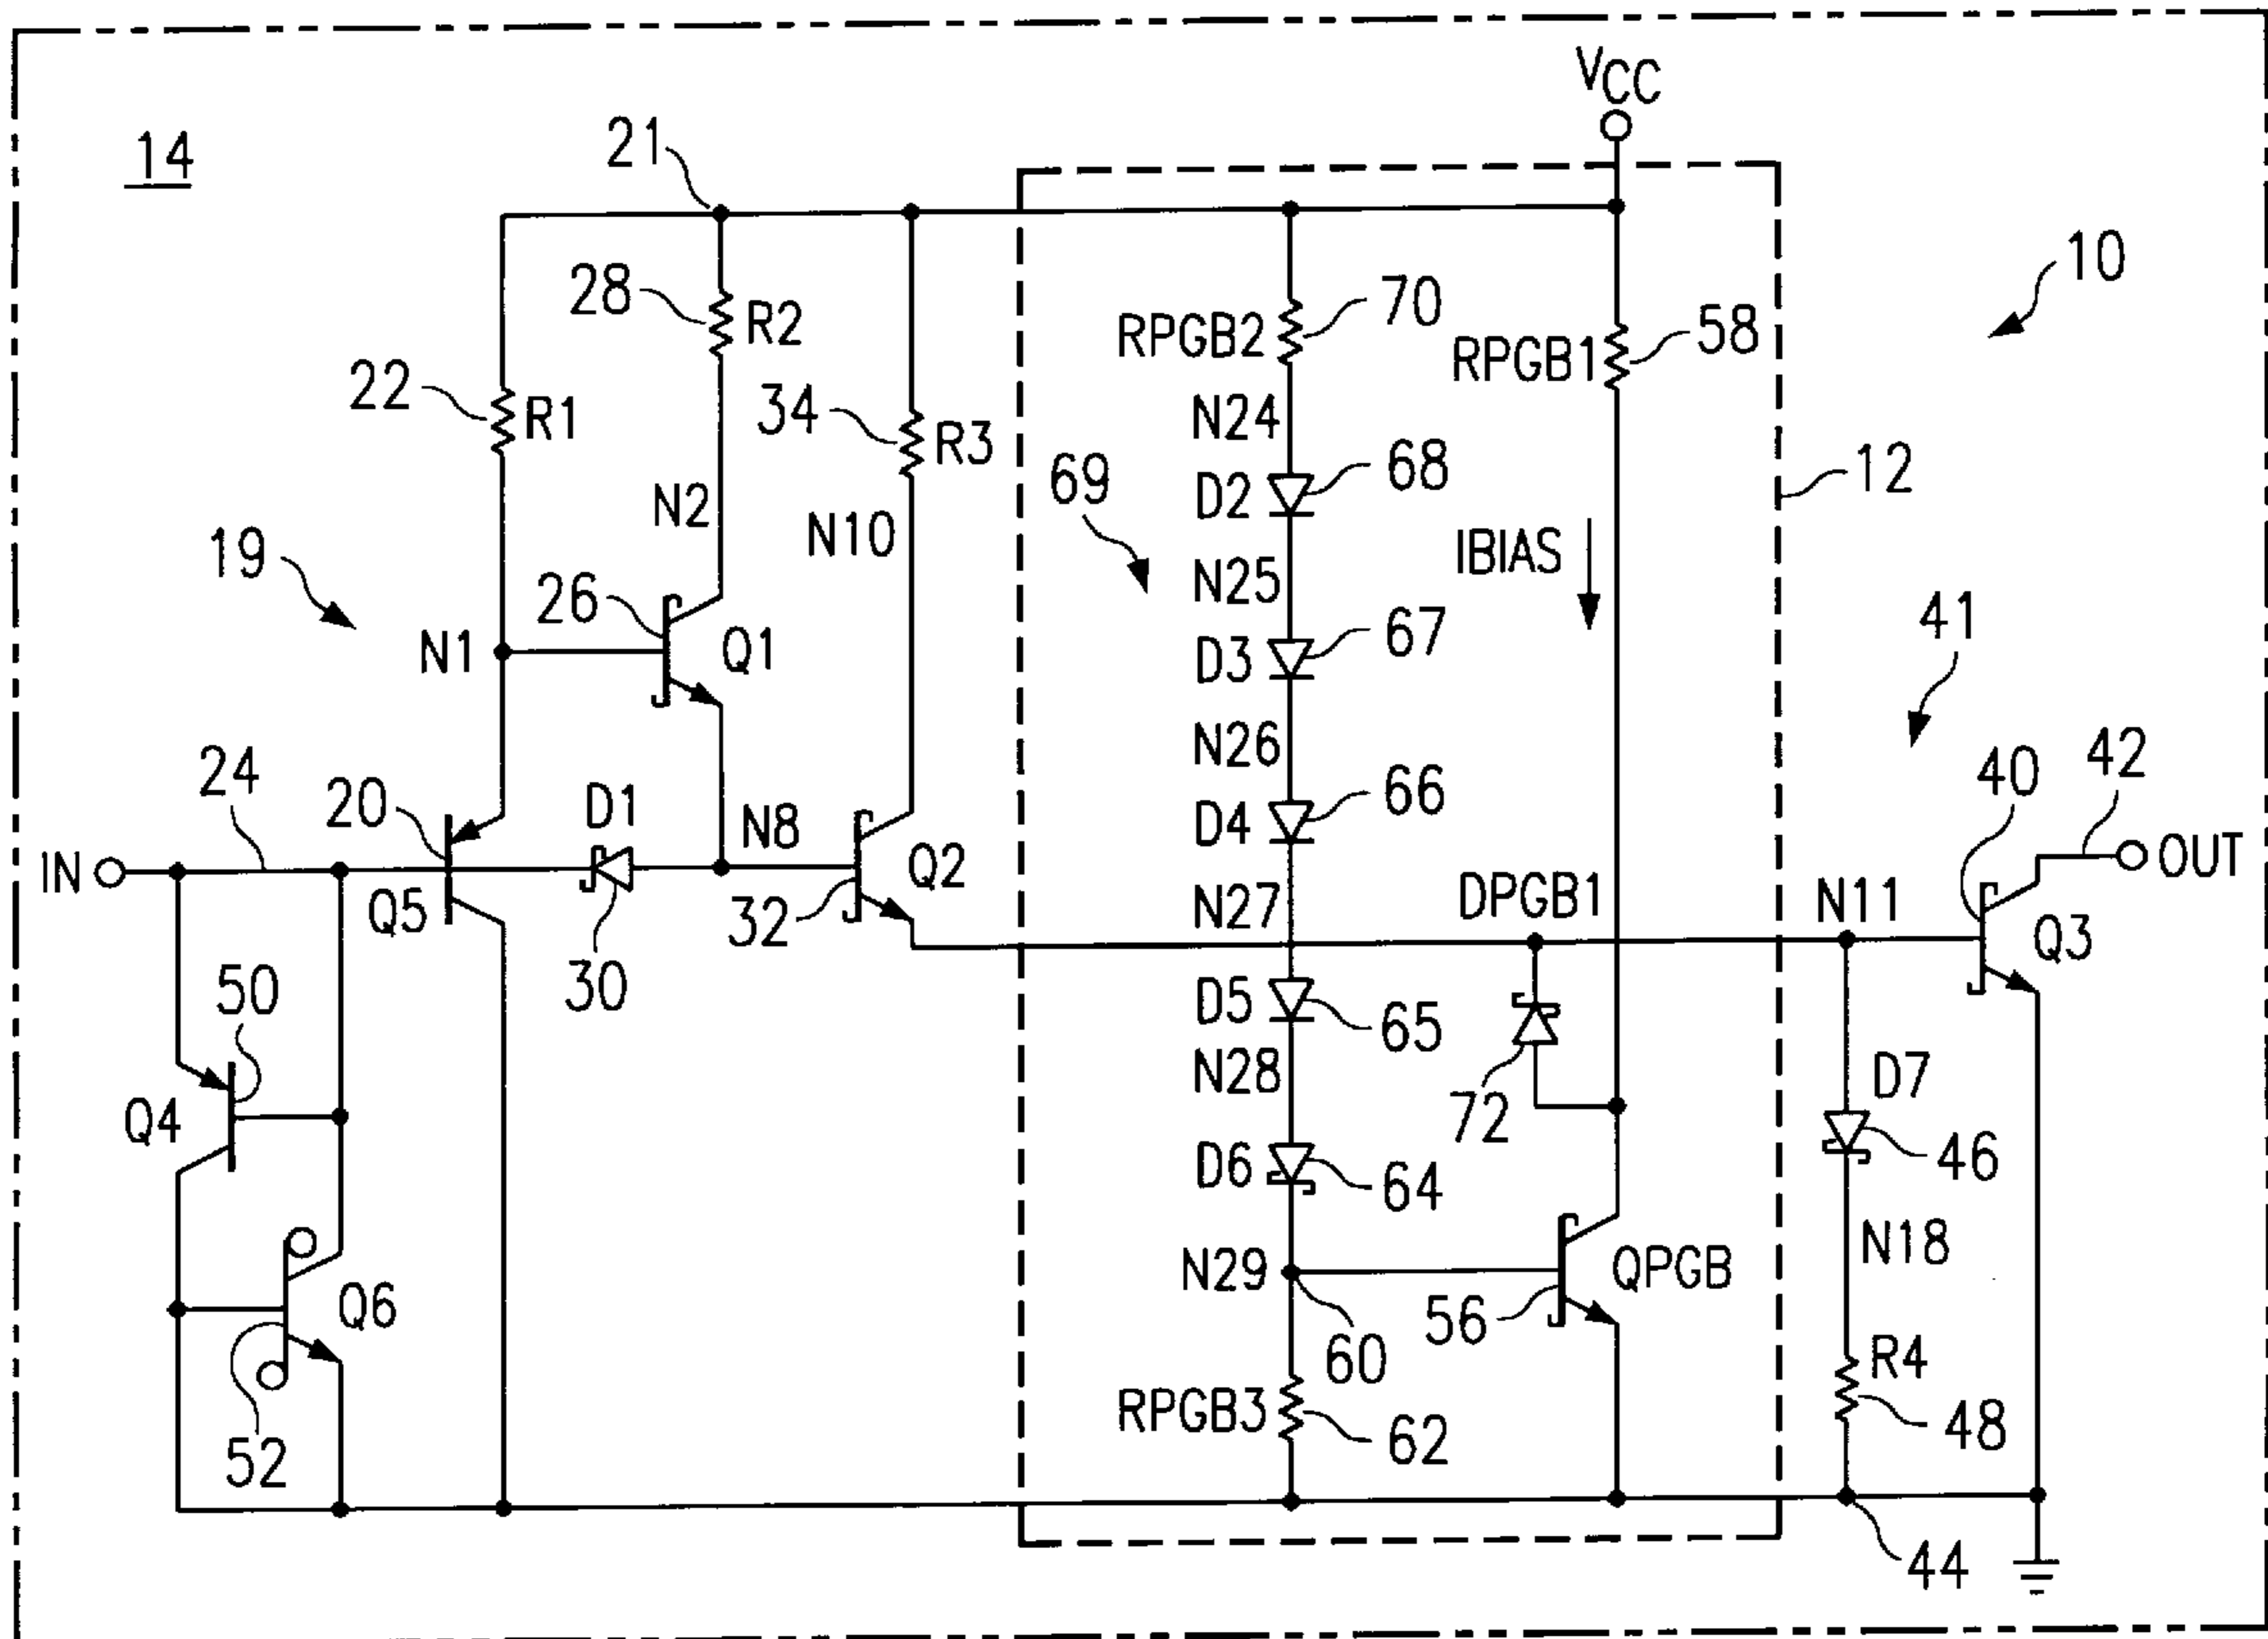 VCC
14
21
10
28
R2
70
RPGB2
58
RPGB1
22
R1
34
R3
N24
68
D2
12
69
N2
N10
19
IBIAS
N25
26
Q1
67
D3
41
N1
N26
24
20
D1
N8
66
D4
40
42
IN
Q2
OUT
Q5
N27
DPGB1
N11
32
Q3
30
50
D5
65
N28
D7
72
Q4
D6
64
46
N18
N29
QPGB
Q6
56
60
R4
RPGB3
62
48
52
44